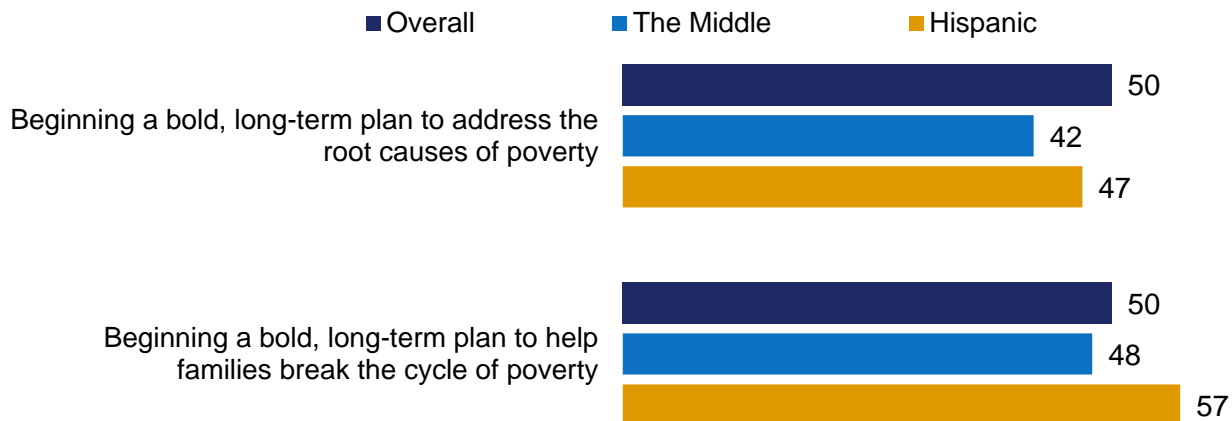 Overall The Middle Hispanic
Beginning a bold, long-term plan to address the
root causes of poverty
50
42
47
Beginning a bold, long-term plan to help
families break the cycle of poverty
50
48
57